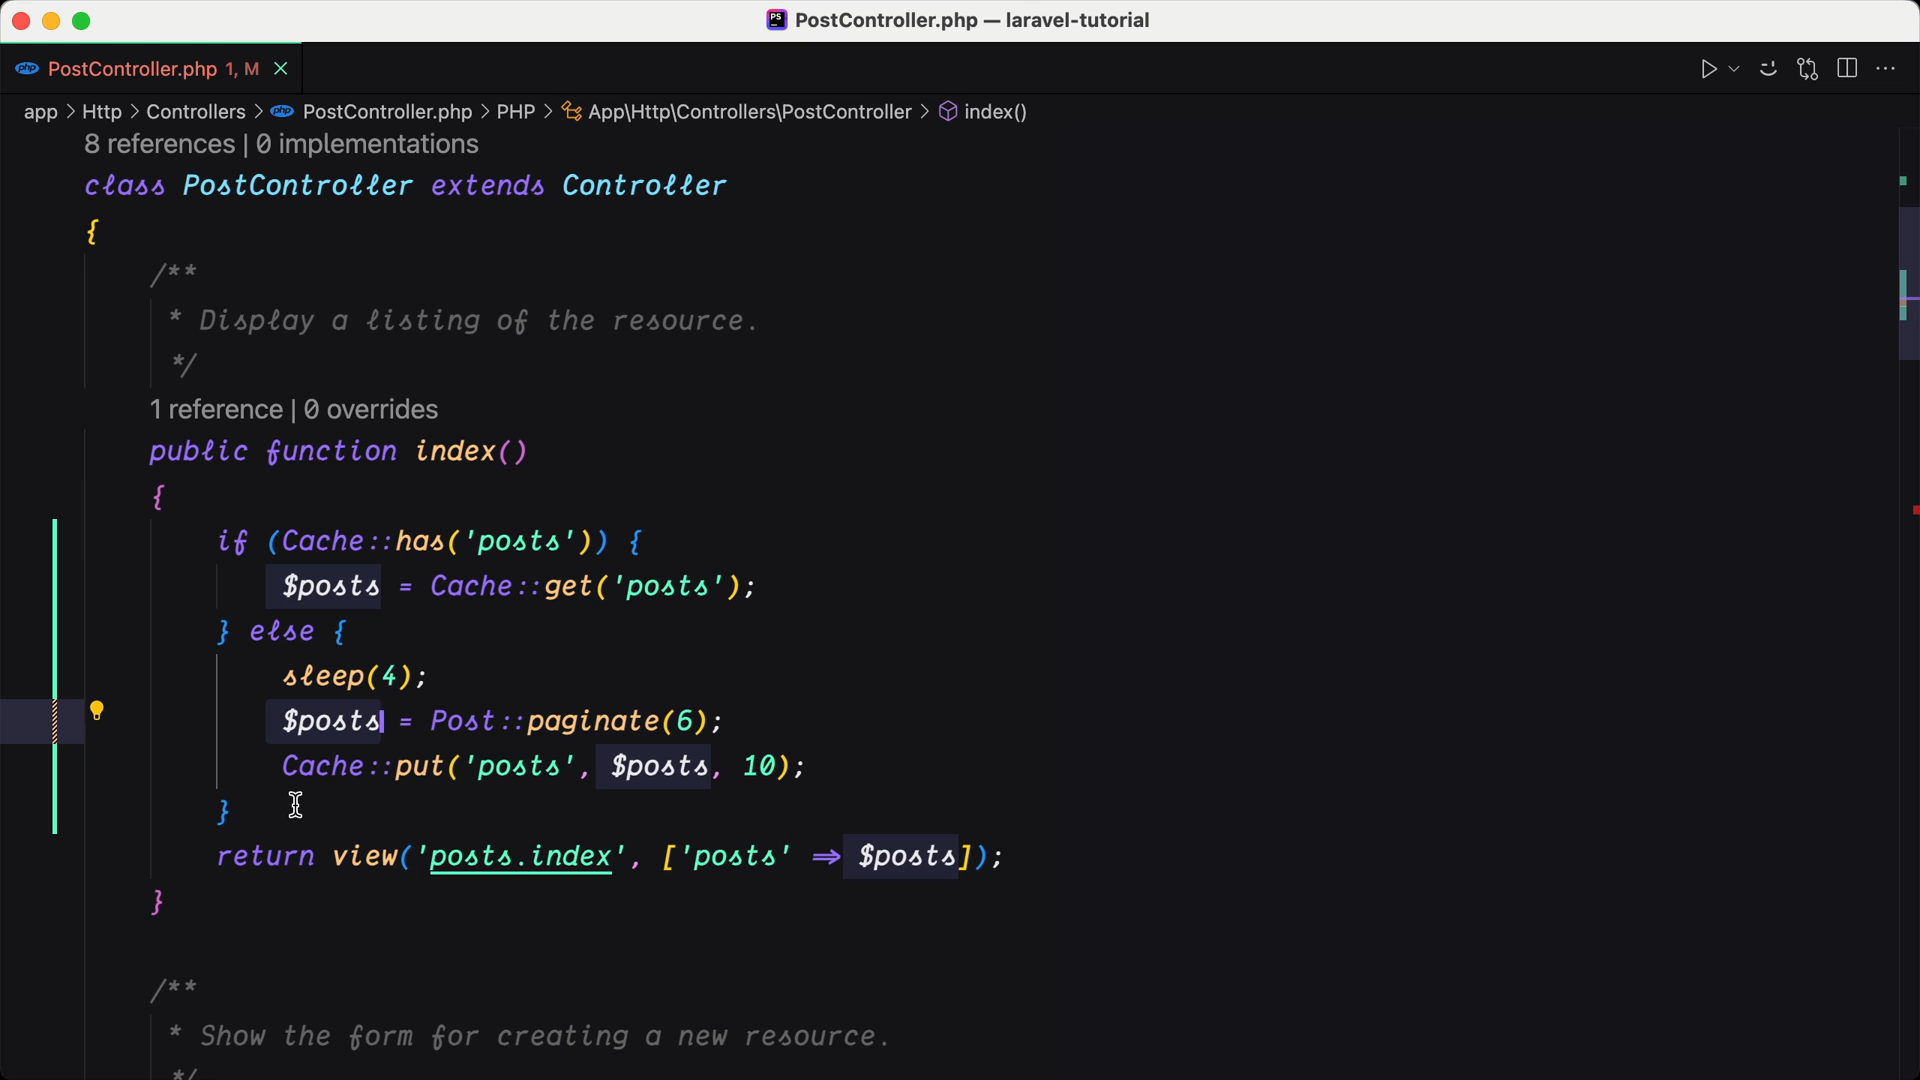 PS PostController.php — laravel-tutorial
php PostController.php 1, M
app > Http > Controllers > php PostController.php > PHP > App\Http\Controllers\PostController > index()
8 references | 0 implementations
class PostController extends Controller
{
/**
* Display a listing of the resource.
*/
1 reference | 0 overrides
public function index()
{
if (Cache::has('posts')) {
$posts = Cache::get('posts');
} else {
sleep(4);
$posts = Post::paginate(6);
Cache::put('posts', $posts, 10);
}
return view('posts.index', ['posts' => $posts]);
}
/**
* Show the form for creating a new resource.
*/